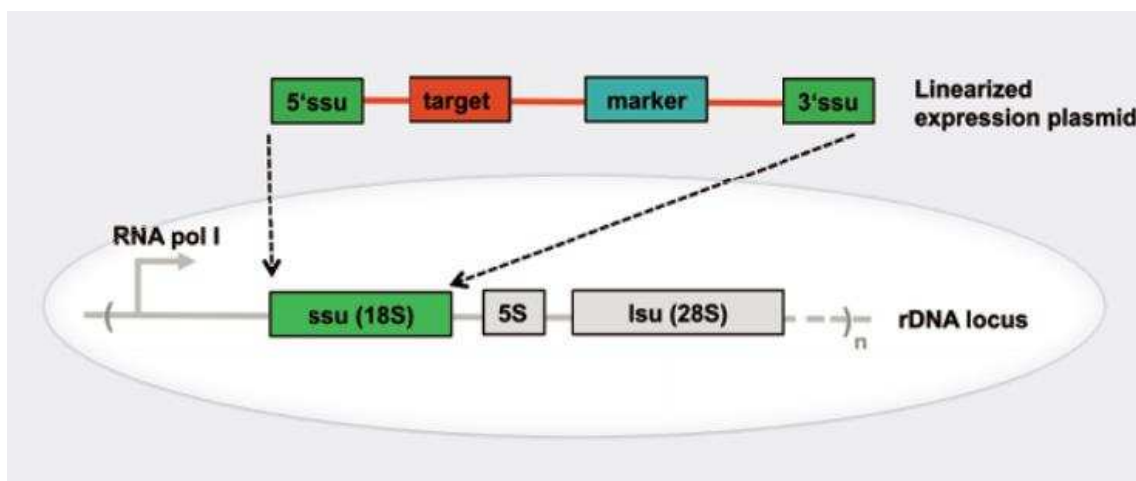 5‘ssu
target
marker
3‘ssu
Linearized
expression plasmid
RNA pol I
ssu (18S)
5S
lsu (28S)
( )n
rDNA locus